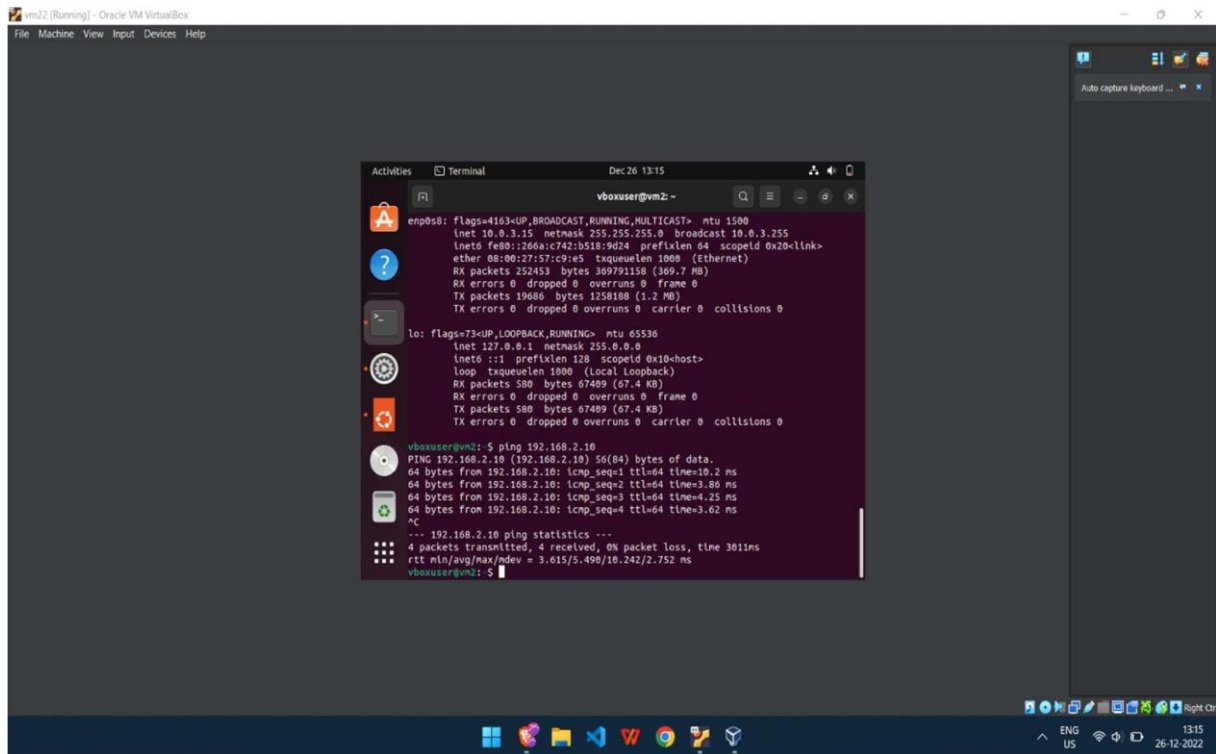 vm22 [Running] - Oracle VM VirtualBox
File Machine View Input Devices Help
Auto capture keyboard ...
Activities Terminal Dec 26 13:15
vboxuser@vm2: ~
enp0s8: flags=4163<UP,BROADCAST,RUNNING,MULTICAST> mtu 1500
inet 10.0.3.15 netmask 255.255.255.0 broadcast 10.0.3.255
inet6 fe80::266a:c742:b518:9d24 prefixlen 64 scopeid 0x20<link>
ether 08:00:27:57:c9:e5 txqueuelen 1000 (Ethernet)
RX packets 252453 bytes 369791158 (369.7 MB)
RX errors 0 dropped 0 overruns 0 frame 0
TX packets 19686 bytes 1258188 (1.2 MB)
TX errors 0 dropped 0 overruns 0 carrier 0 collisions 0
lo: flags=73<UP,LOOPBACK,RUNNING> mtu 65536
inet 127.0.0.1 netmask 255.0.0.0
inet6 ::1 prefixlen 128 scopeid 0x10<host>
loop txqueuelen 1000 (Local Loopback)
RX packets 580 bytes 67409 (67.4 KB)
RX errors 0 dropped 0 overruns 0 frame 0
TX packets 580 bytes 67409 (67.4 KB)
TX errors 0 dropped 0 overruns 0 carrier 0 collisions 0
vboxuser@vm2:~$ ping 192.168.2.10
PING 192.168.2.10 (192.168.2.10) 56(84) bytes of data.
64 bytes from 192.168.2.10: icmp_seq=1 ttl=64 time=10.2 ms
64 bytes from 192.168.2.10: icmp_seq=2 ttl=64 time=3.86 ms
64 bytes from 192.168.2.10: icmp_seq=3 ttl=64 time=4.25 ms
64 bytes from 192.168.2.10: icmp_seq=4 ttl=64 time=3.62 ms
^C
--- 192.168.2.10 ping statistics ---
4 packets transmitted, 4 received, 0% packet loss, time 3011ms
rtt min/avg/max/mdev = 3.615/5.490/10.242/2.752 ms
vboxuser@vm2:~$
Right Ctr
ENG
US
13:15
26-12-2022